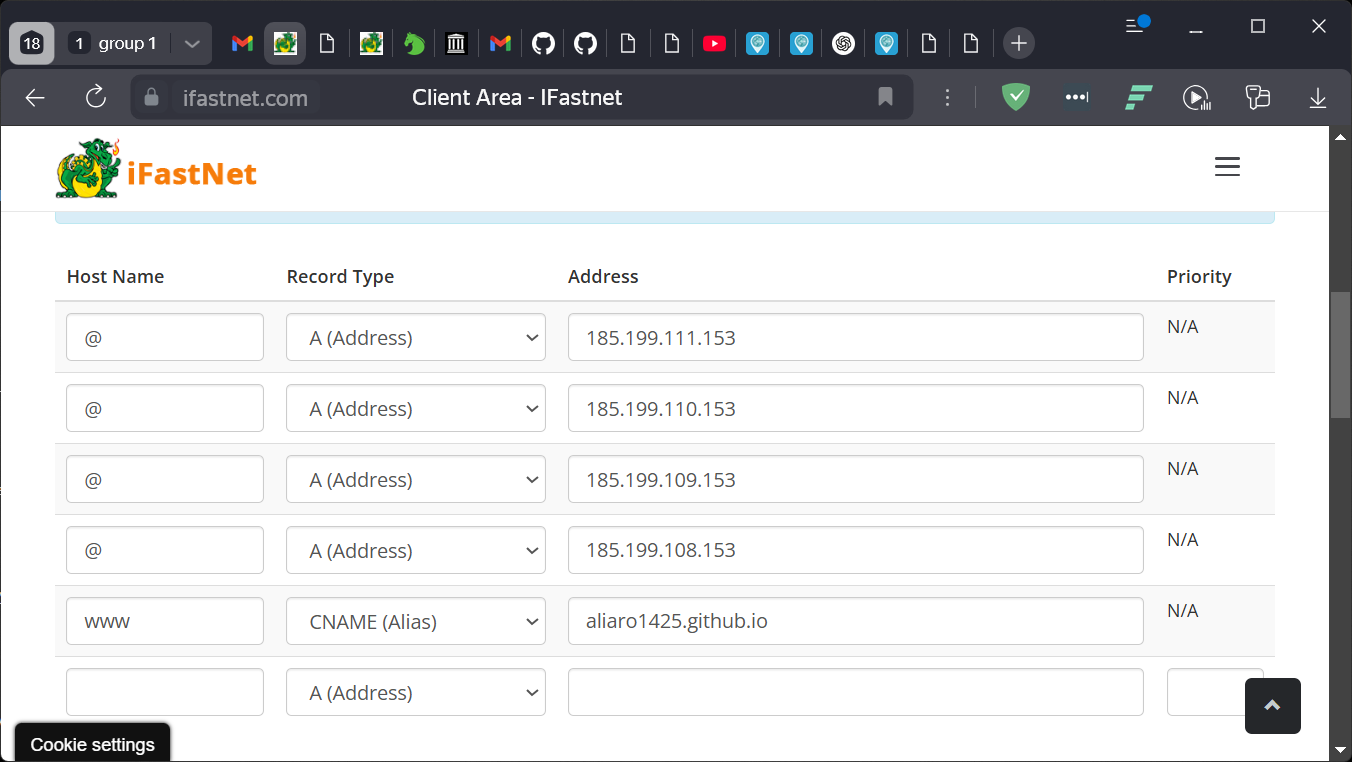 18 1 group 1
ifastnet.com Client Area - IFastnet
iFastNet
Host Name Record Type Address Priority
@ A (Address) 185.199.111.153 N/A
@ A (Address) 185.199.110.153 N/A
@ A (Address) 185.199.109.153 N/A
@ A (Address) 185.199.108.153 N/A
www CNAME (Alias) aliaro1425.github.io N/A
A (Address)
Cookie settings